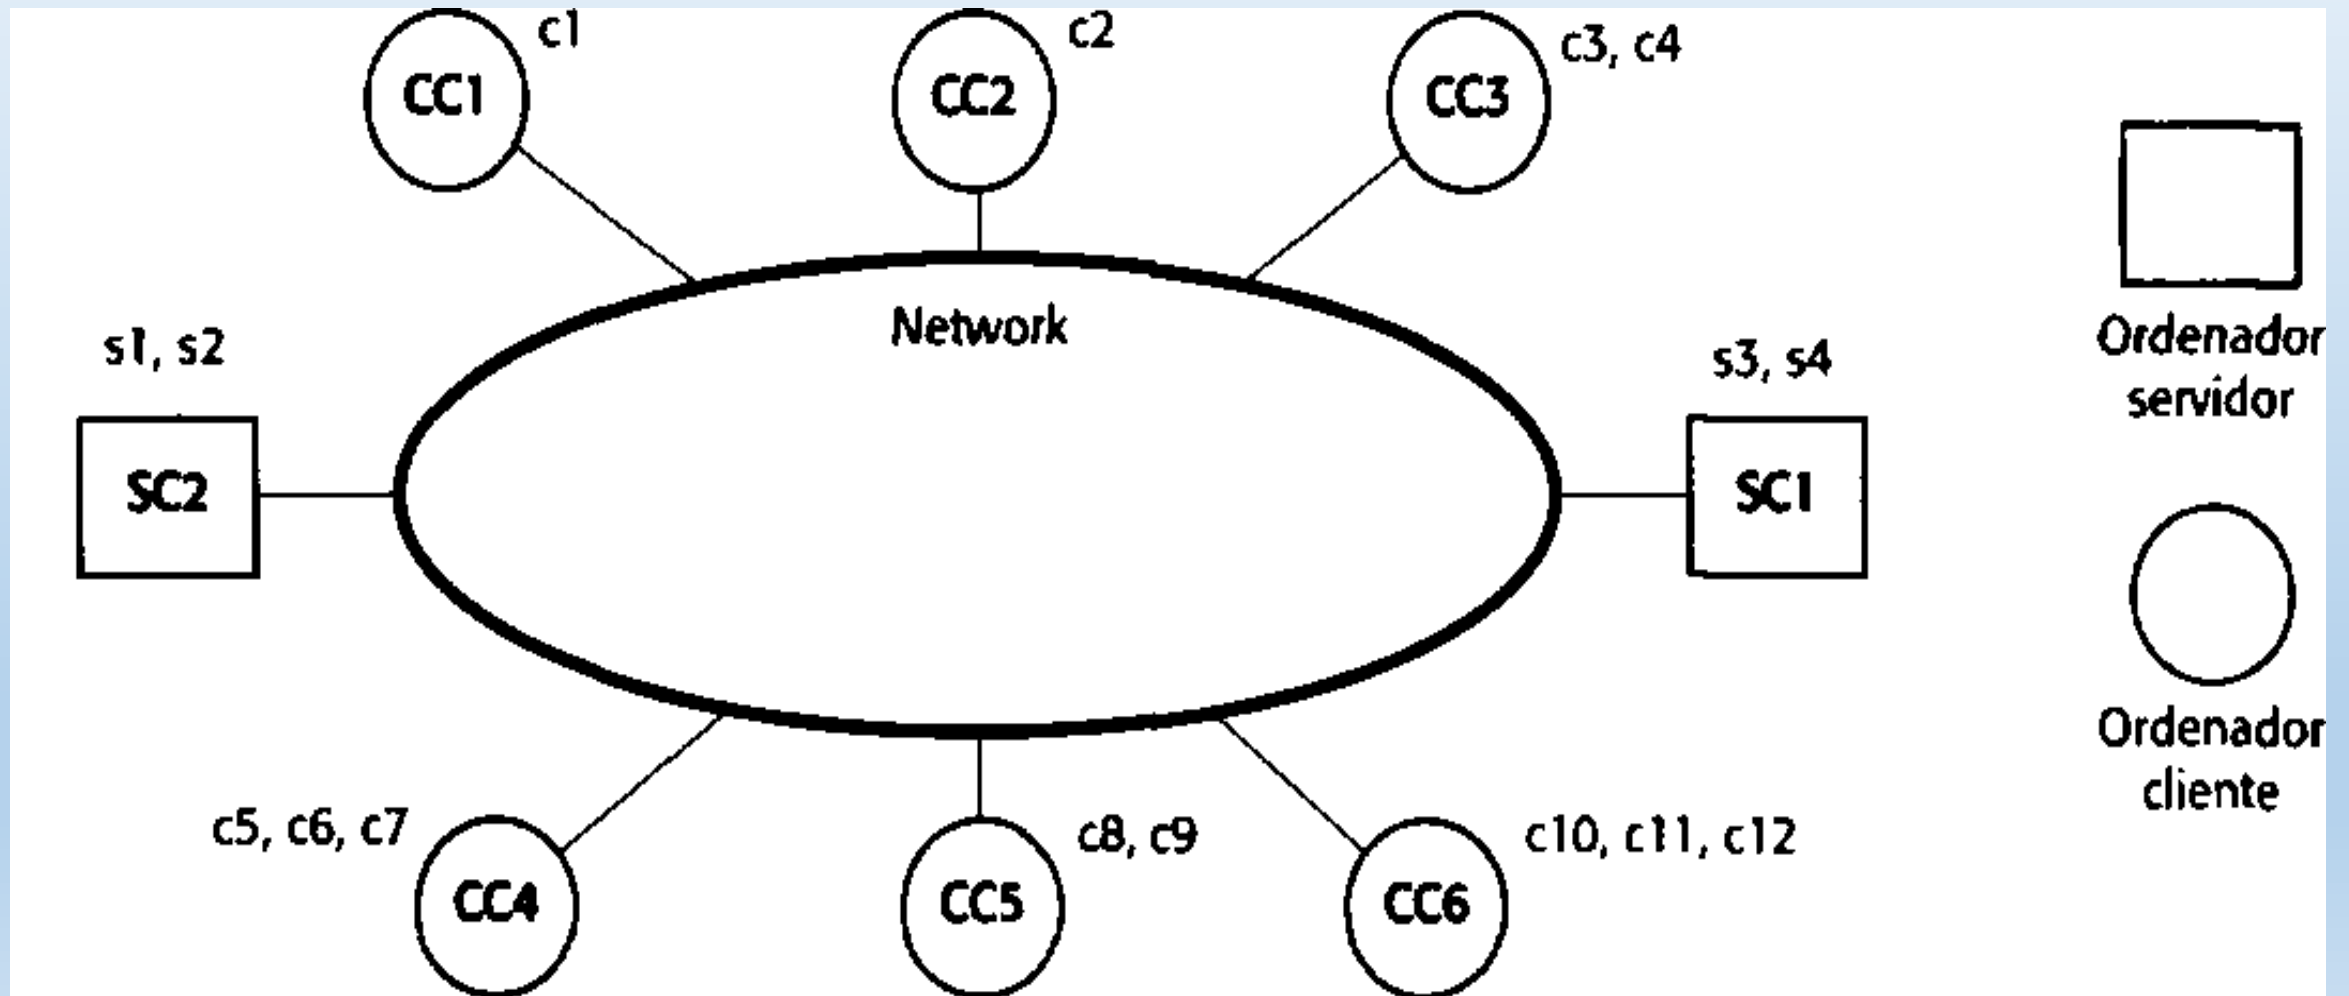 c1
CC1
c2
CC2
c3, c4
CC3
Network
s1, s2
SC2
s3, s4
SC1
Ordenador
servidor
c5, c6, c7
CC4
c8, c9
CC5
c10, c11, c12
CC6
Ordenador
cliente